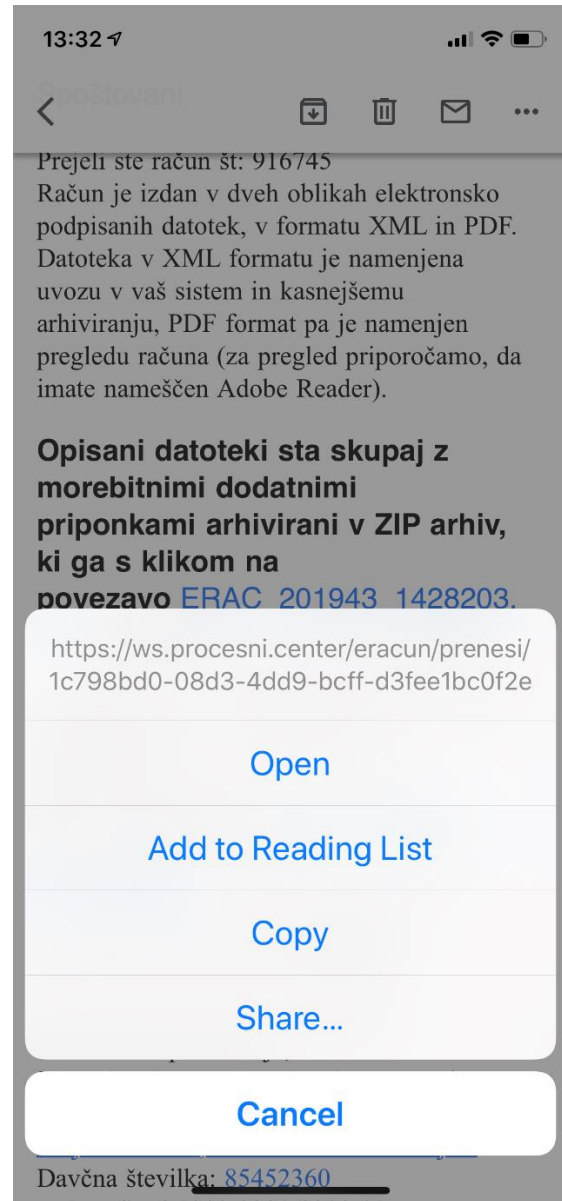 13:32
Spoštovani,
Prejeli ste račun št: 916745
Račun je izdan v dveh oblikah elektronsko
podpisanih datotek, v formatu XML in PDF.
Datoteka v XML formatu je namenjena
uvozu v vaš sistem in kasnejšemu
arhiviranju, PDF format pa je namenjen
pregledu računa (za pregled priporočamo, da
imate nameščen Adobe Reader).
Opisani datoteki sta skupaj z
morebitnimi dodatnimi
priponkami arhivirani v ZIP arhiv,
ki ga s klikom na
povezavo ERAC_201943_1428203.
https://ws.procesni.center/eracun/prenesi/
1c798bd0-08d3-4dd9-bcff-d3fee1bc0f2e
Open
Add to Reading List
Copy
Share...
Cancel
Davčna številka: 85452360